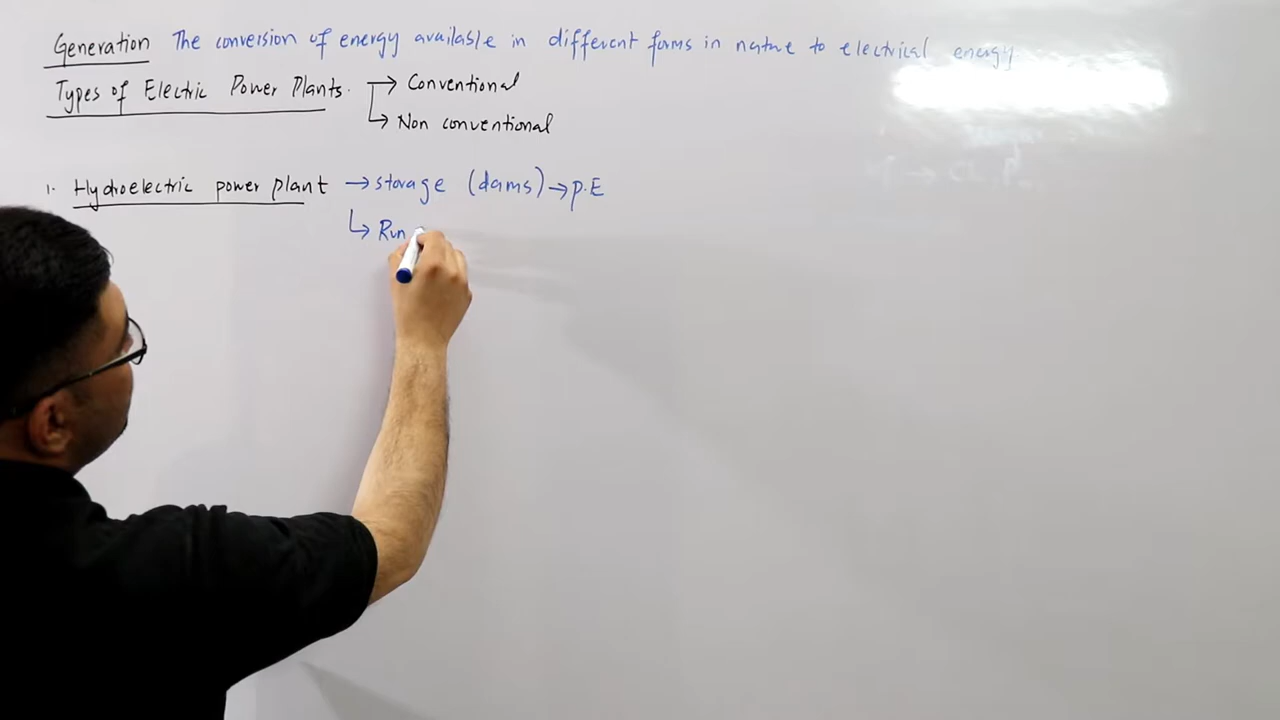 Generation The conversion of energy available in different forms in nature to electrical energy
Types of Electric Power Plants. → Conventional
↳ Non conventional
1. Hydroelectric power plant → storage (dams) → P.E
↳ Run